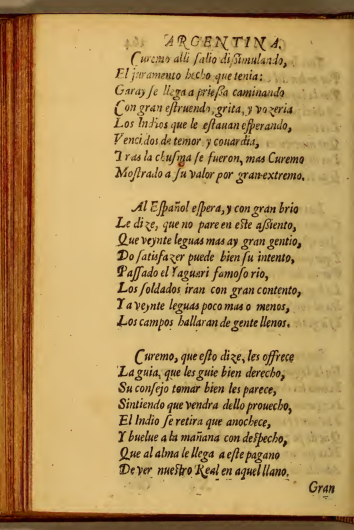 ARGENTINA.
Curemo alli salio dissimulando,
El juramento hecho que tenia:
Garay se llega a priessa caminando
Con gran estruendo, grita, y vozeria
Los Indios que le estauan esperando,
Vencidos de temor y couardia,
Tras la chusma se fueron, mas Curemo
Mostrado a su valor por gran extremo.
Al Español espera, y con gran brio
Le dize, que no pare en este assiento,
Que veynte leguas mas ay gran gentio,
Do satisfazer puede bien su intento,
Passado el Yaguari famoso rio,
Los soldados iran con gran contento,
Ya veynte leguas poco mas o menos,
Los campos hallaran de gente llenos.
Curemo, que esto dize, les offrece
La guia, que les guie bien derecho,
Su consejo tomar bien les parece,
Sintiendo que vendra dello prouecho,
El Indio se retira que anochece,
Y buelue a la mañana con despecho,
Que al alma le llega a este pagano
De ver nuestro Real en aquel llano.
Gran